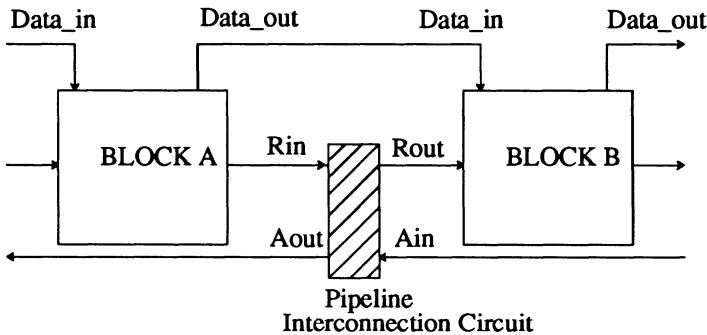 Data_in Data_out Data_in Data_out
BLOCK A Rin Rout BLOCK B
Aout Ain
Pipeline
Interconnection Circuit